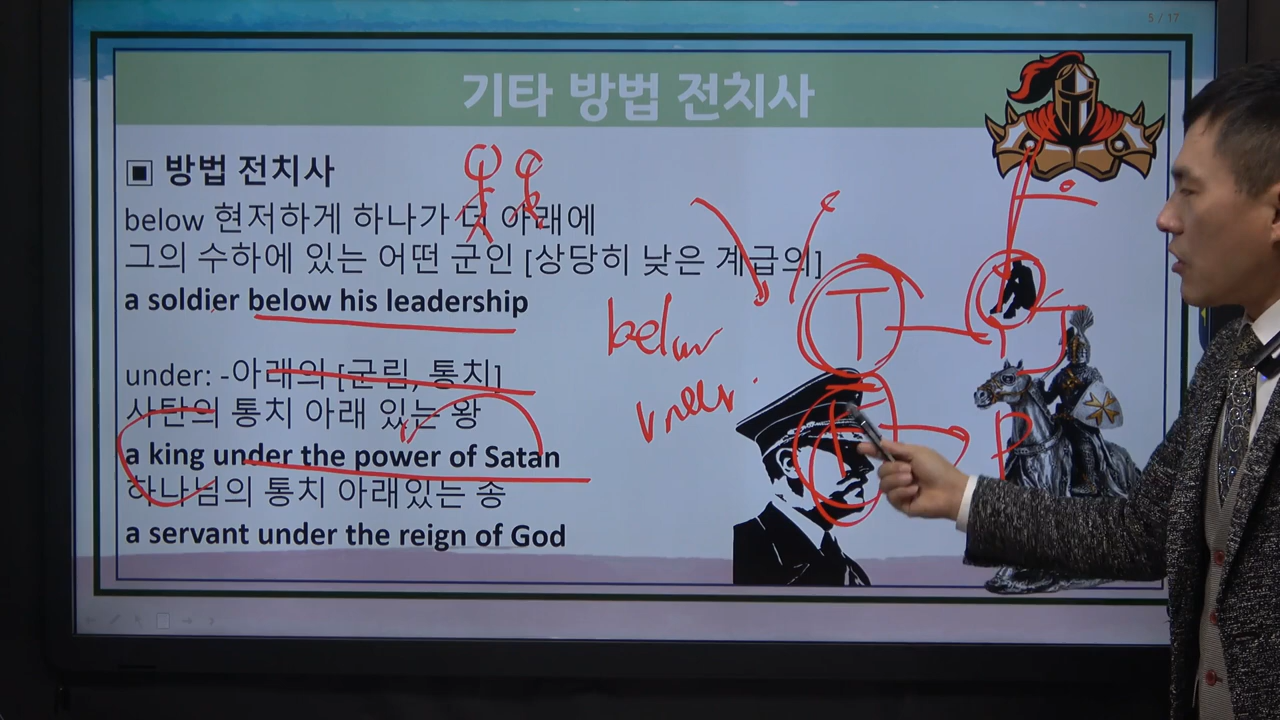 5 / 17
기타 방법 전치사
▣ 방법 전치사
below 현저하게 하나가 더 아래에
그의 수하에 있는 어떤 군인 [상당히 낮은 계급의]
a soldier below his leadership
below
under: -아래의 [군림, 통치]
under
사탄의 통치 아래 있는 왕
a king under the power of Satan
하나님의 통치 아래있는 송
a servant under the reign of God
T
P